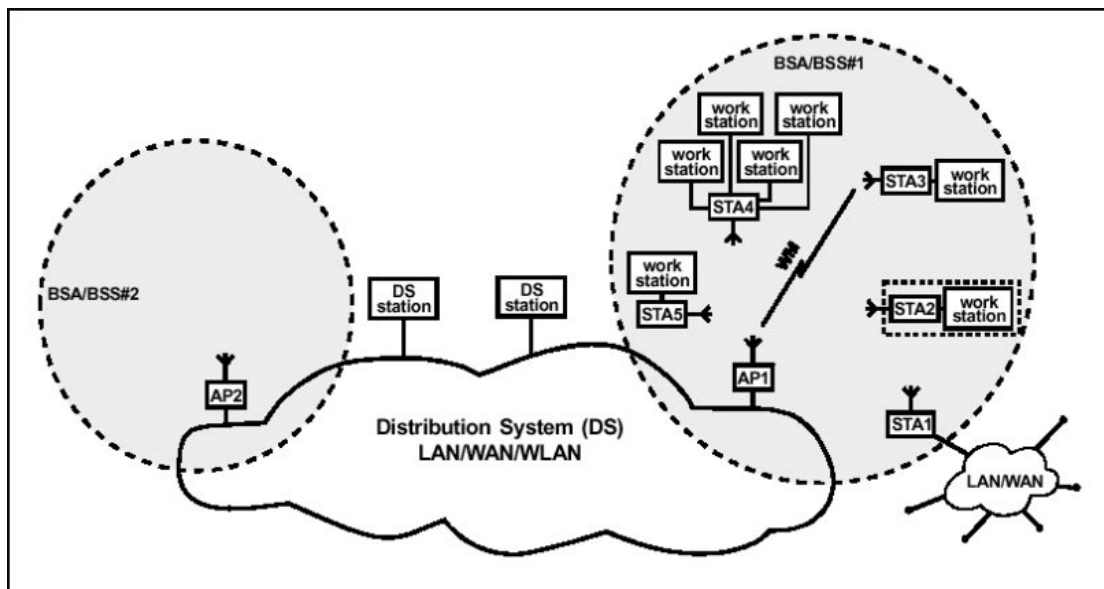 BSA/BSS#1
work
station
work
station
work
station
work
station
STA4
STA3
work
station
WM
BSA/BSS#2
DS
station
DS
station
work
station
STA5
STA2
work
station
AP2
AP1
STA1
Distribution System (DS)
LAN/WAN/WLAN
LAN/WAN